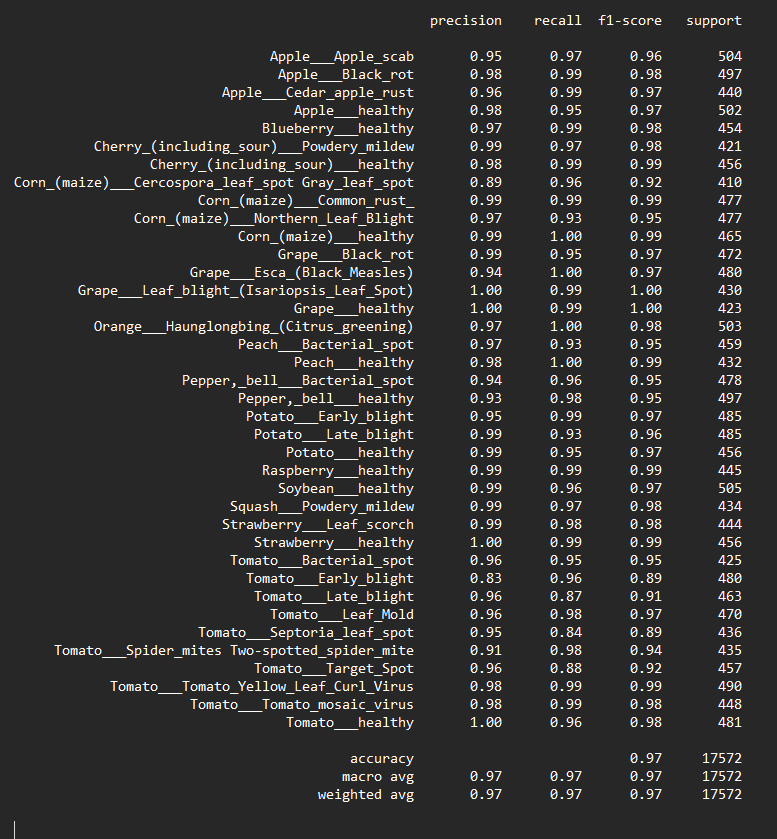 precision recall f1-score support
Apple___Apple_scab 0.95 0.97 0.96 504
Apple___Black_rot 0.98 0.99 0.98 497
Apple___Cedar_apple_rust 0.96 0.99 0.97 440
Apple___healthy 0.98 0.95 0.97 502
Blueberry___healthy 0.97 0.99 0.98 454
Cherry_(including_sour)___Powdery_mildew 0.99 0.97 0.98 421
Cherry_(including_sour)___healthy 0.98 0.99 0.99 456
Corn_(maize)___Cercospora_leaf_spot Gray_leaf_spot 0.89 0.96 0.92 410
Corn_(maize)___Common_rust_ 0.99 0.99 0.99 477
Corn_(maize)___Northern_Leaf_Blight 0.97 0.93 0.95 477
Corn_(maize)___healthy 0.99 1.00 0.99 465
Grape___Black_rot 0.99 0.95 0.97 472
Grape___Esca_(Black_Measles) 0.94 1.00 0.97 480
Grape___Leaf_blight_(Isariopsis_Leaf_Spot) 1.00 0.99 1.00 430
Grape___healthy 1.00 0.99 1.00 423
Orange___Haunglongbing_(Citrus_greening) 0.97 1.00 0.98 503
Peach___Bacterial_spot 0.97 0.93 0.95 459
Peach___healthy 0.98 1.00 0.99 432
Pepper,_bell___Bacterial_spot 0.94 0.96 0.95 478
Pepper,_bell___healthy 0.93 0.98 0.95 497
Potato___Early_blight 0.95 0.99 0.97 485
Potato___Late_blight 0.99 0.93 0.96 485
Potato___healthy 0.99 0.95 0.97 456
Raspberry___healthy 0.99 0.99 0.99 445
Soybean___healthy 0.99 0.96 0.97 505
Squash___Powdery_mildew 0.99 0.97 0.98 434
Strawberry___Leaf_scorch 0.99 0.98 0.98 444
Strawberry___healthy 1.00 0.99 0.99 456
Tomato___Bacterial_spot 0.96 0.95 0.95 425
Tomato___Early_blight 0.83 0.96 0.89 480
Tomato___Late_blight 0.96 0.87 0.91 463
Tomato___Leaf_Mold 0.96 0.98 0.97 470
Tomato___Septoria_leaf_spot 0.95 0.84 0.89 436
Tomato___Spider_mites Two-spotted_spider_mite 0.91 0.98 0.94 435
Tomato___Target_Spot 0.96 0.88 0.92 457
Tomato___Tomato_Yellow_Leaf_Curl_Virus 0.98 0.99 0.99 490
Tomato___Tomato_mosaic_virus 0.98 0.99 0.98 448
Tomato___healthy 1.00 0.96 0.98 481
accuracy 0.97 17572
macro avg 0.97 0.97 0.97 17572
weighted avg 0.97 0.97 0.97 17572